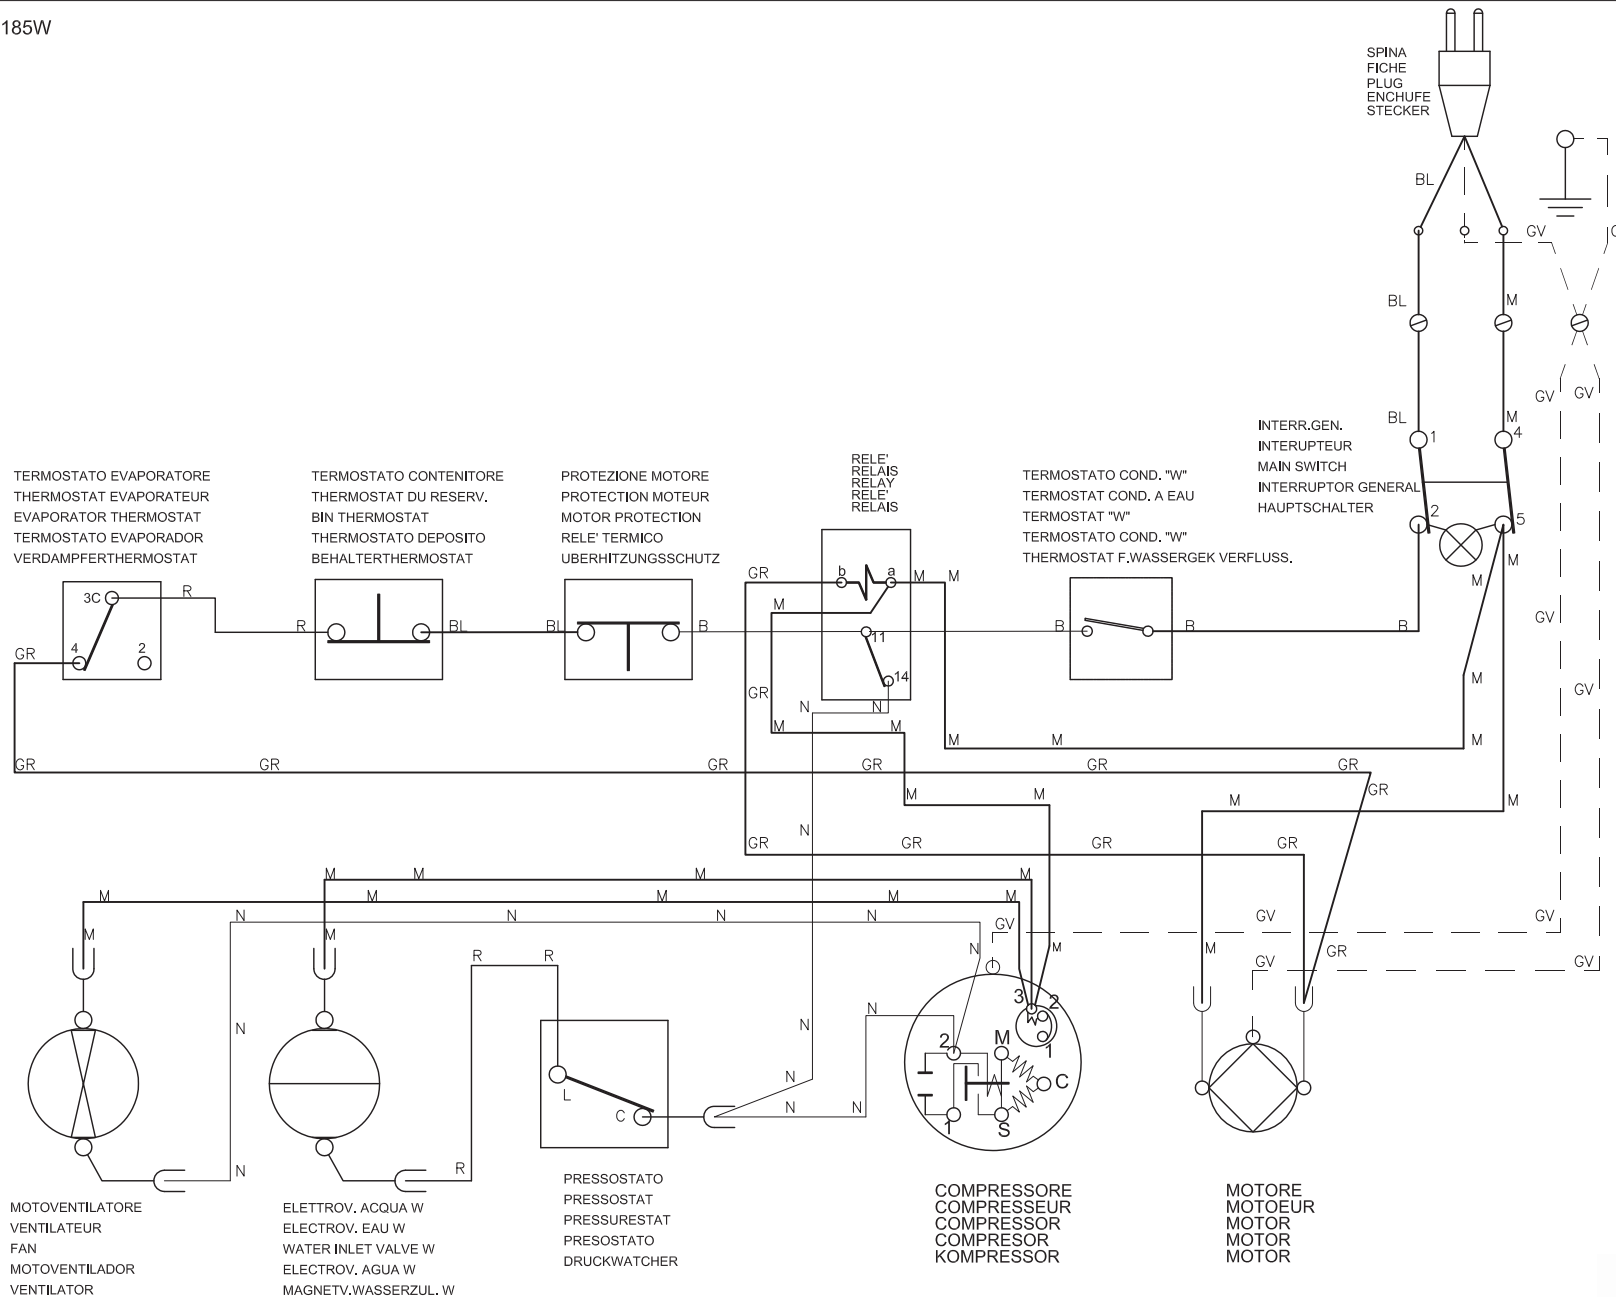 185W
SPINA
FICHE
PLUG
ENCHUFE
STECKER
BL
GV
BL
M
BL
M
1
4
GV
GV
INTERR.GEN.
INTERUPTEUR
MAIN SWITCH
INTERRUPTOR GENERAL
HAUPTSCHALTER
2
5
M
M
TERMOSTATO EVAPORATORE
THERMOSTAT EVAPORATEUR
EVAPORATOR THERMOSTAT
TERMOSTATO EVAPORADOR
VERDAMPFERTHERMOSTAT
TERMOSTATO CONTENITORE
THERMOSTAT DU RESERV.
BIN THERMOSTAT
THERMOSTATO DEPOSITO
BEHALTERTHERMOSTAT
PROTEZIONE MOTORE
PROTECTION MOTEUR
MOTOR PROTECTION
RELE' TERMICO
UBERHITZUNGSSCHUTZ
RELE'
RELAIS
RELAY
RELE'
RELAIS
TERMOSTATO COND. "W"
TERMOSTAT COND. A EAU
TERMOSTAT "W"
TERMOSTATO COND. "W"
THERMOSTAT F.WASSERGEK VERFLUSS.
3C
R
4
2
GR
R
BL
BL
B
GR
b
a
M
M
M
11
14
B
B
B
GV
GV
GR
N
N
M
M
M
M
M
M
GR
GR
GR
GR
GR
GR
GR
M
M
M
M
N
GR
GR
GR
GR
M
M
M
M
M
M
M
M
M
N
N
N
N
GV
GV
GV
M
M
N
M
M
GR
GV
GV
R
R
N
N
N
3
2
1
2
M
C
1
S
L
C
N
N
N
N
R
MOTOVENTILATORE
VENTILATEUR
FAN
MOTOVENTILADOR
VENTILATOR
ELETTROV. ACQUA W
ELECTROV. EAU W
WATER INLET VALVE W
ELECTROV. AGUA W
MAGNETV.WASSERZUL. W
PRESSOSTATO
PRESSOSTAT
PRESSURESTAT
PRESOSTATO
DRUCKWATCHER
COMPRESSORE
COMPRESSEUR
COMPRESSOR
COMPRESOR
KOMPRESSOR
MOTORE
MOTOEUR
MOTOR
MOTOR
MOTOR